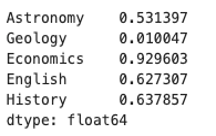 Astronomy    0.531397
Geology      0.010047
Economics    0.929603
English      0.627307
History      0.637857
dtype: float64